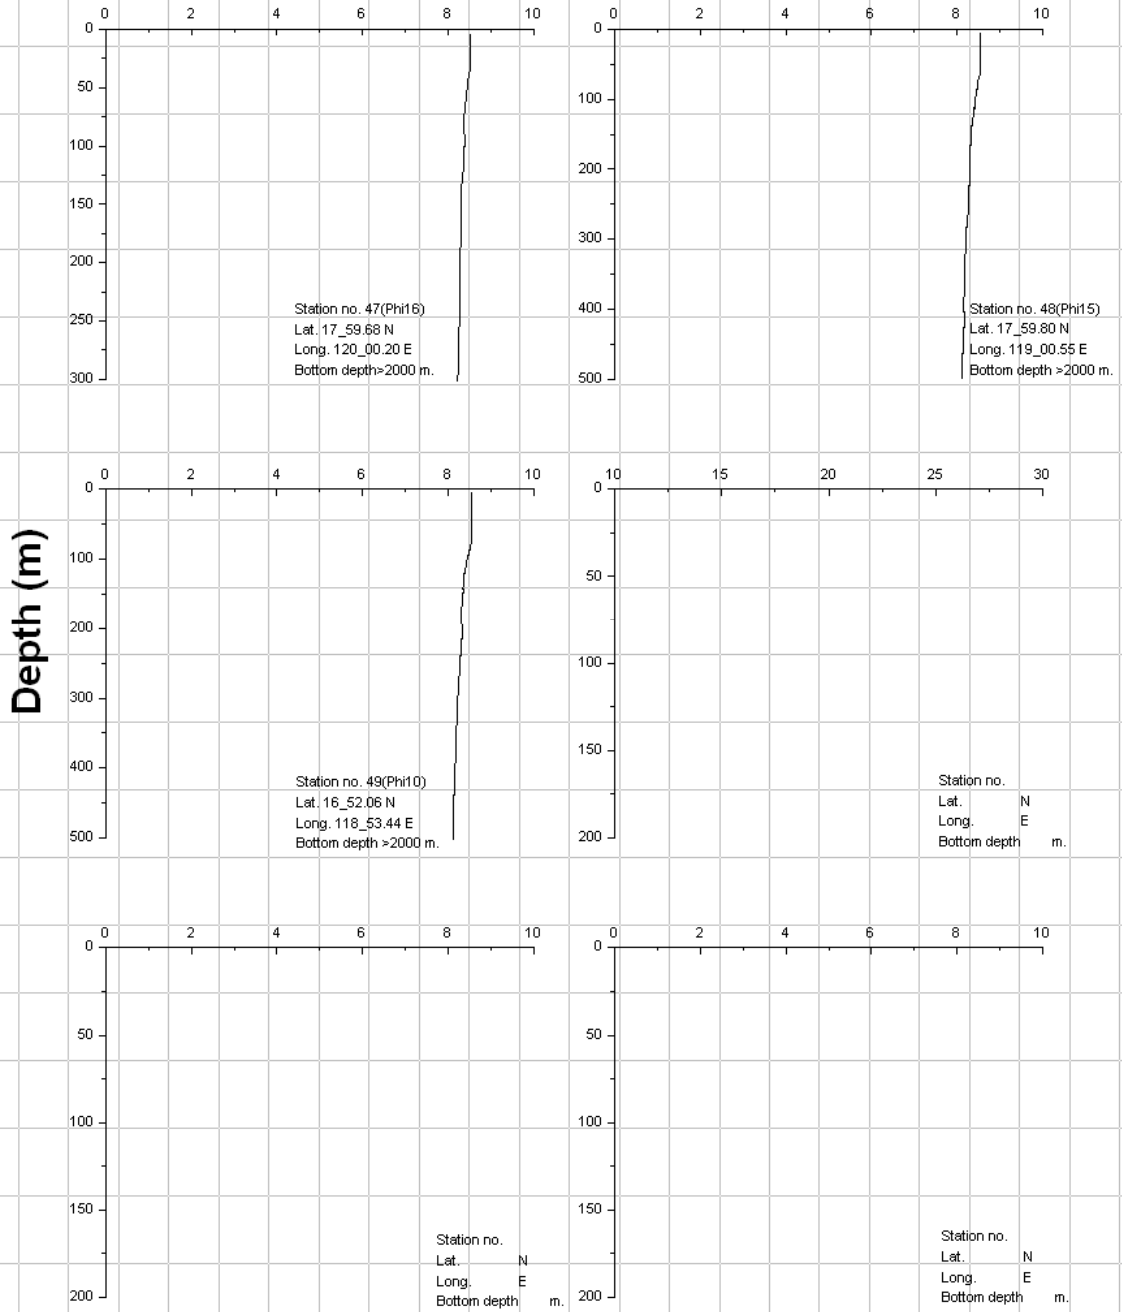 0 2 4 6 8 10
0
50
100
150
200
250
300
Station no. 47(Phi16)
Lat. 17_59.68 N
Long. 120_00.20 E
Bottom depth>2000 m.
0 2 4 6 8 10
0
100
200
300
400
500
Station no. 48(Phi15)
Lat. 17_59.80 N
Long. 119_00.55 E
Bottom depth >2000 m.
Depth (m)
0 2 4 6 8 10
0
100
200
300
400
500
Station no. 49(Phi10)
Lat. 16_52.06 N
Long. 118_53.44 E
Bottom depth >2000 m.
10 15 20 25 30
0
50
100
150
200
Station no.
Lat. N
Long. E
Bottom depth m.
0 2 4 6 8 10
0
50
100
150
200
Station no.
Lat. N
Long. E
Bottom depth m.
0 2 4 6 8 10
0
50
100
150
200
Station no.
Lat. N
Long. E
Bottom depth m.